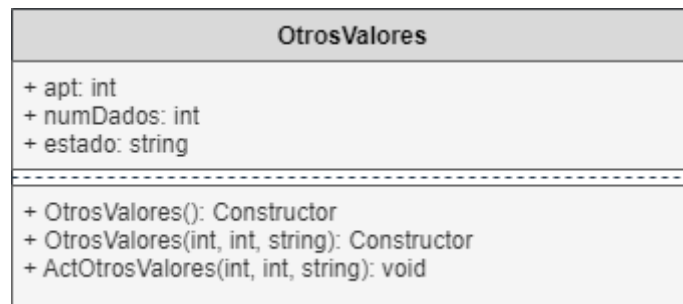 OtrosValores
+ apt: int
+ numDados: int
+ estado: string
+ OtrosValores(): Constructor
+ OtrosValores(int, int, string): Constructor
+ ActOtrosValores(int, int, string): void